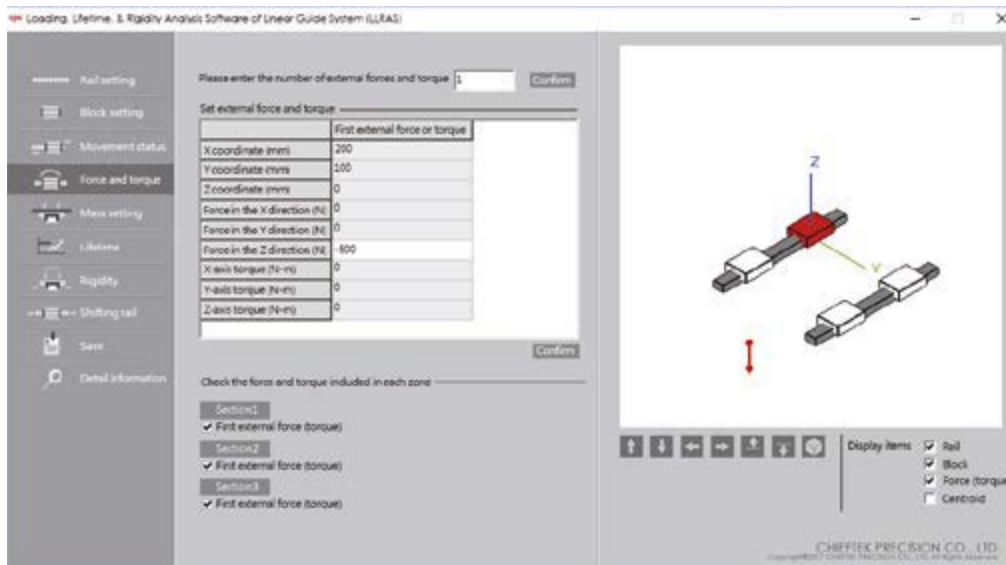 Loading, Lifetime, & Rigidity Analysis Software of Linear Guide System (LLRAS)
Rail setting
Block setting
Movement status
Force and torque
Mass setting
Lifetime
Rigidity
Shifting rail
Save
Detail information
Please enter the number of external forces and torque 1 Confirm
Set external force and torque
First external force or torque
X coordinate (mm) 200
Y coordinate (mm) 100
Z coordinate (mm) 0
Force in the X direction (N( 0
Force in the Y direction (N( 0
Force in the Z direction (N( -500
X-axis torque (N-m) 0
Y-axis torque (N-m) 0
Z-axis torque (N-m) 0
Confirm
Check the force and torque included in each zone
Section1
First external force (torque)
Section2
First external force (torque)
Section3
First external force (torque)
Z
Y
Display items Rail
Block
Force (torque
Centroid
CHIEFTEK PRECISION CO., LTD.